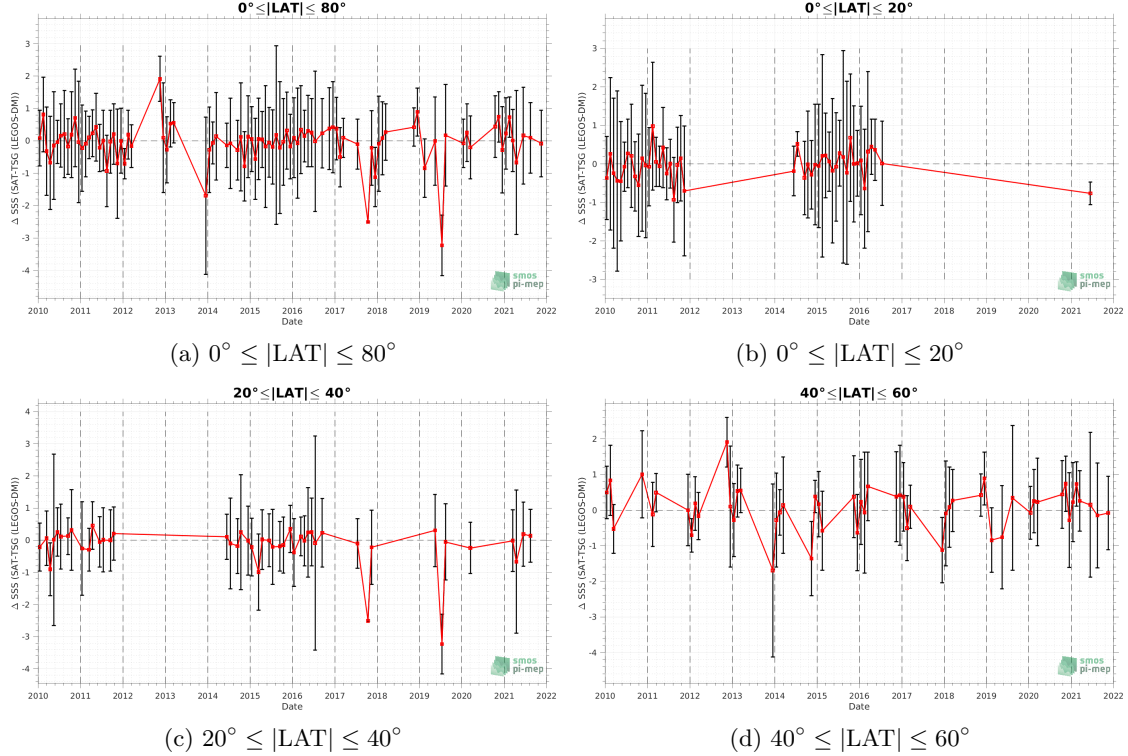 0°≤|LAT|≤ 80°
Δ SSS (SAT-TSG (LEGOS-DM))
3
2
1
0
-1
-2
-3
-4
2010 2011 2012 2013 2014 2015 2016 2017 2018 2019 2020 2021 2022
Date
smos
pi-mep
(a) 0° ≤ |LAT| ≤ 80°
0°≤|LAT|≤ 20°
Δ SSS (SAT-TSG (LEGOS-DM))
3
2
1
0
-1
-2
-3
2010 2011 2012 2013 2014 2015 2016 2017 2018 2019 2020 2021 2022
Date
smos
pi-mep
(b) 0° ≤ |LAT| ≤ 20°
20°≤|LAT|≤ 40°
Δ SSS (SAT-TSG (LEGOS-DM))
4
3
2
1
0
-1
-2
-3
-4
2010 2011 2012 2013 2014 2015 2016 2017 2018 2019 2020 2021 2022
Date
smos
pi-mep
(c) 20° ≤ |LAT| ≤ 40°
40°≤|LAT|≤ 60°
Δ SSS (SAT-TSG (LEGOS-DM))
2
1
0
-1
-2
-3
-4
2010 2011 2012 2013 2014 2015 2016 2017 2018 2019 2020 2021 2022
Date
smos
pi-mep
(d) 40° ≤ |LAT| ≤ 60°